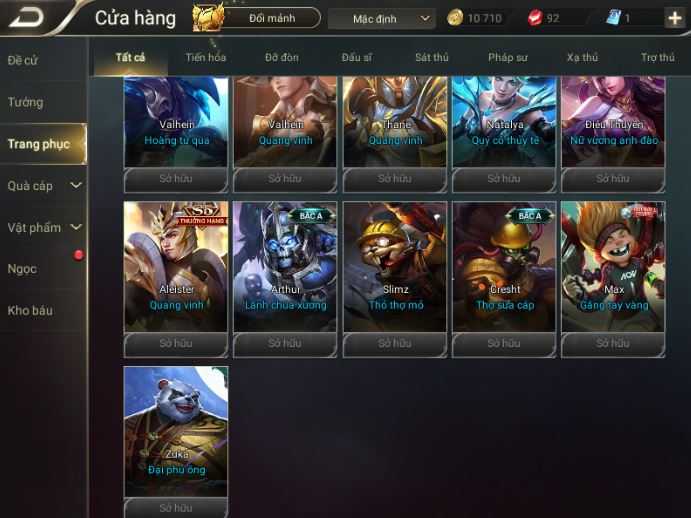 Cửa hàng
Đổi mảnh
Mặc định
10 710
92
1
Đề cử
Tướng
Trang phục
Quà cáp
Vật phẩm
Ngọc
Kho báu
Tất cả
Tiến hóa
Đỡ đòn
Đấu sĩ
Sát thủ
Pháp sư
Xạ thủ
Trợ thủ
Valhein
Hoàng tử quạ
Sở hữu
Valhein
Quang vinh
Sở hữu
Thane
Quang vinh
Sở hữu
Natalya
Quý cô thủy tề
Sở hữu
Điêu Thuyền
Nữ vương anh đào
Sở hữu
THƯỞNG HẠNG
Aleister
Quang vinh
Sở hữu
BẬC A
Arthur
Lãnh chúa xương
Sở hữu
Slimz
Thỏ thợ mỏ
Sở hữu
BẬC A
Cresht
Thợ sửa cáp
Sở hữu
AOV
Max
Găng tay vàng
Sở hữu
Zuka
Đại phú ông
Sở hữu